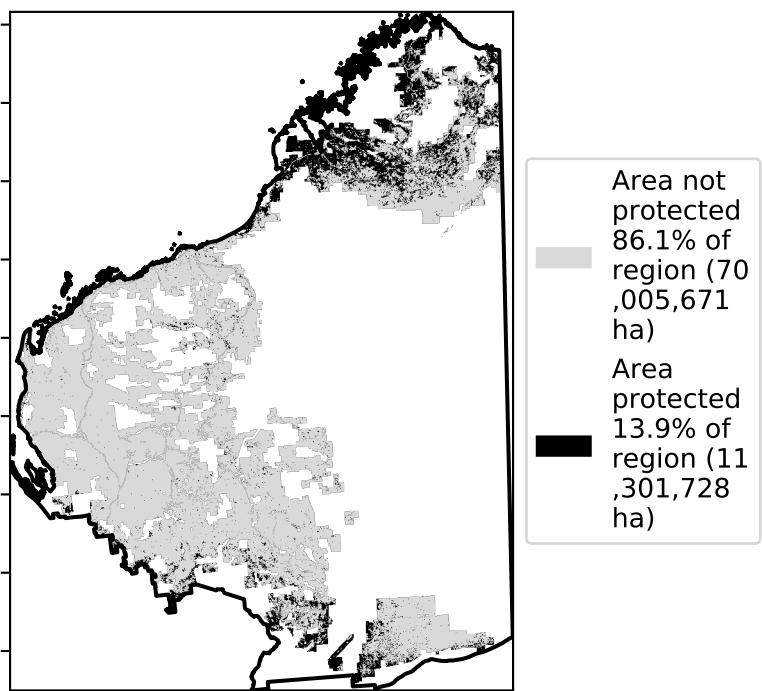 Area not
protected
86.1% of
region (70
,005,671
ha)
Area
protected
13.9% of
region (11
,301,728
ha)